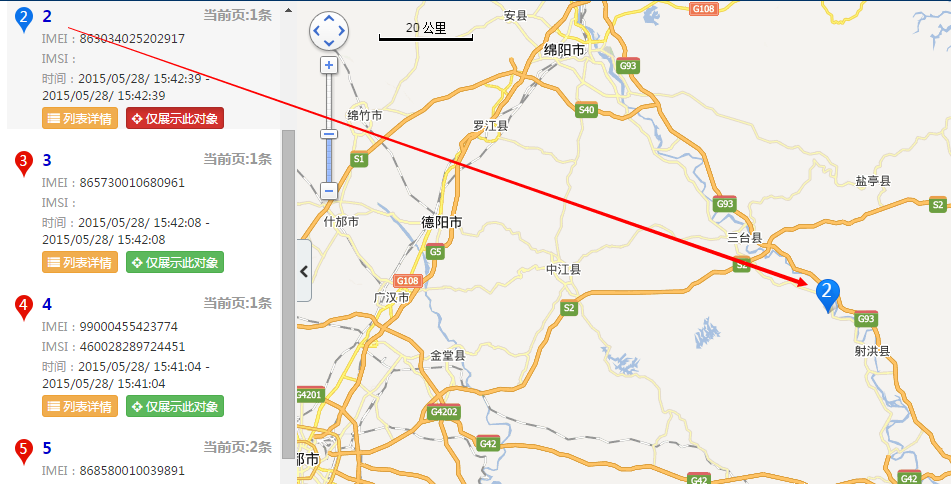 2
2
当前页:1条
IMEI：863034025202917
IMSI：
时间：2015/05/28/ 15:42:39 -
2015/05/28/ 15:42:39
列表详情
仅展示此对象
3
3
当前页:1条
IMEI：865730010680961
IMSI：
时间：2015/05/28/ 15:42:08 -
2015/05/28/ 15:42:08
列表详情
仅展示此对象
4
4
当前页:1条
IMEI：99000455423774
IMSI：460028289724451
时间：2015/05/28/ 15:41:04 -
2015/05/28/ 15:41:04
列表详情
仅展示此对象
5
5
当前页:2条
IMEI：868580010039891
20 公里
安县
G108
绵阳市
G93
S40
绵竹市
罗江县
S1
盐亭县
G93
S2
什邡市
德阳市
三台县
G5
中江县
G108
广汉市
2
S2
G93
射洪县
金堂县
G4201
G4202
G42
都市
G42
G42